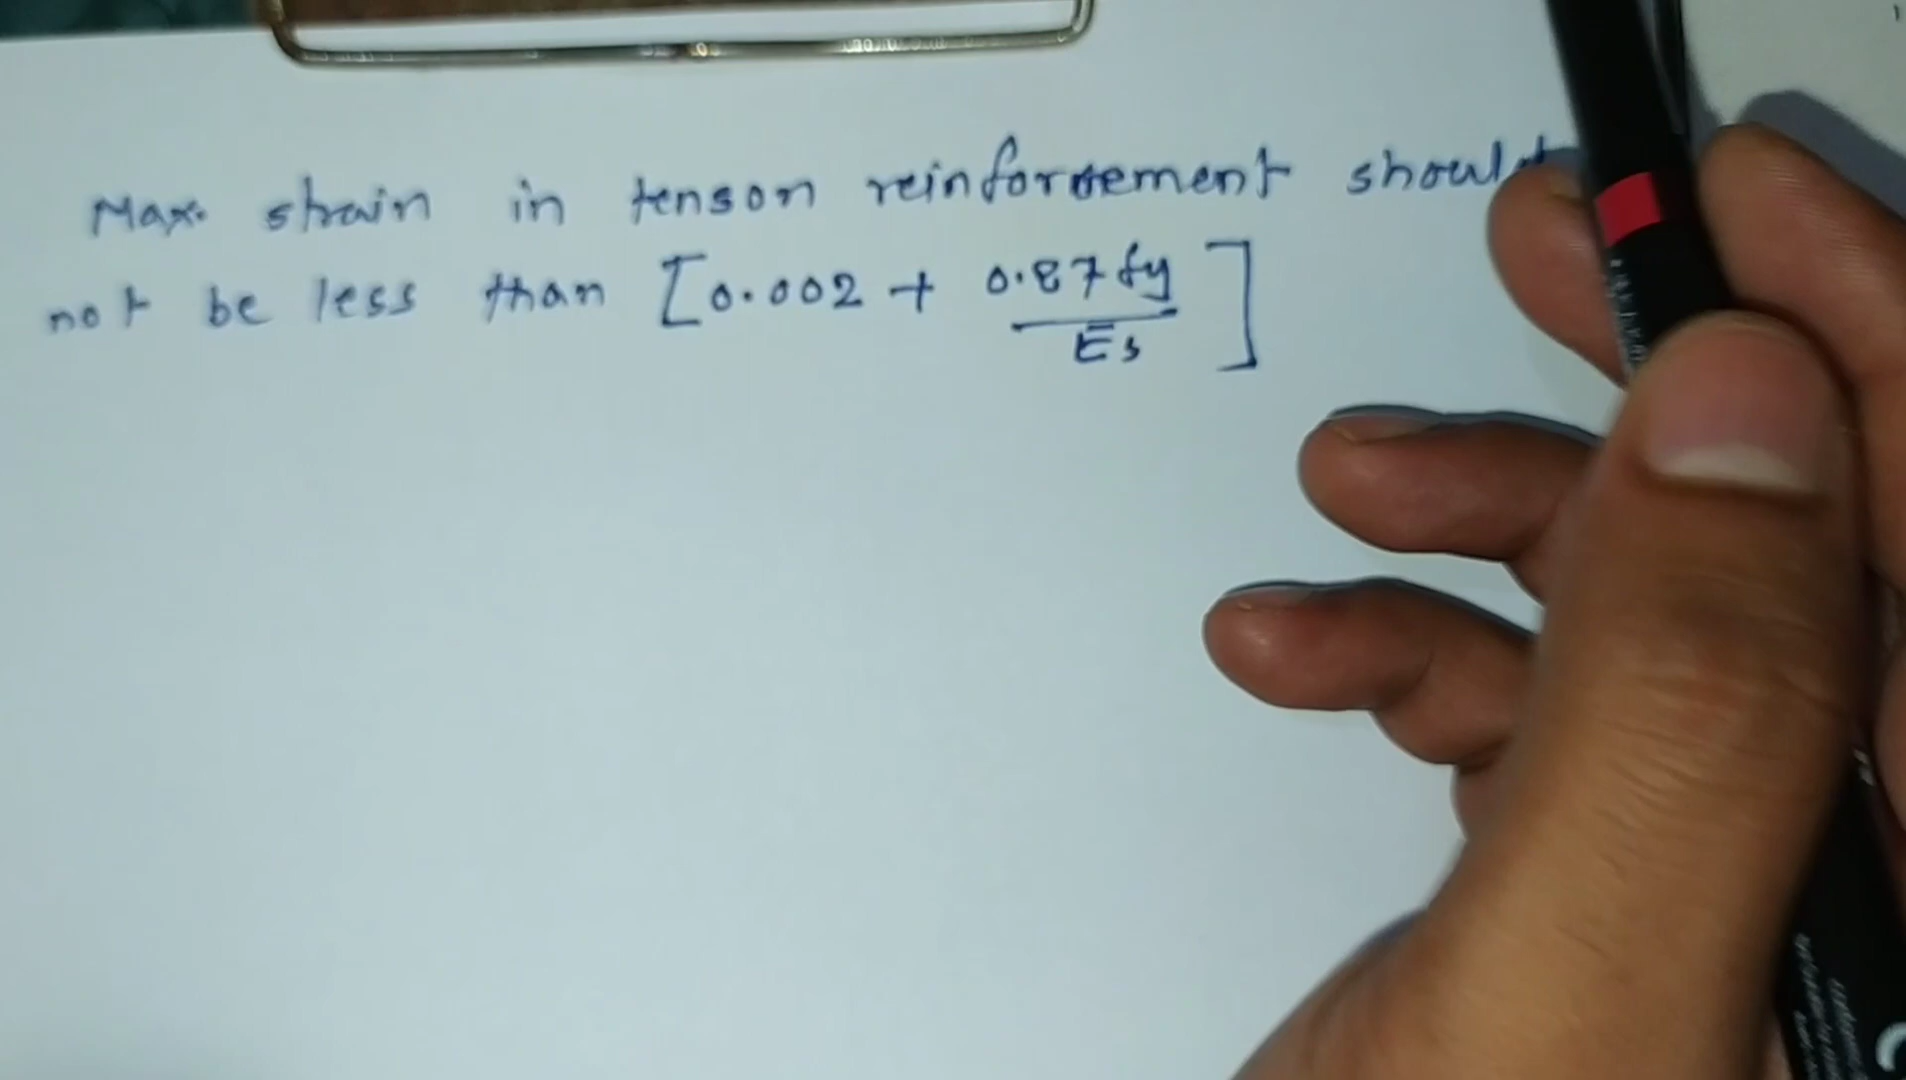 Max. strain in tenson reinforcement should
not be less than [0.002 + 0.87fy / Es]